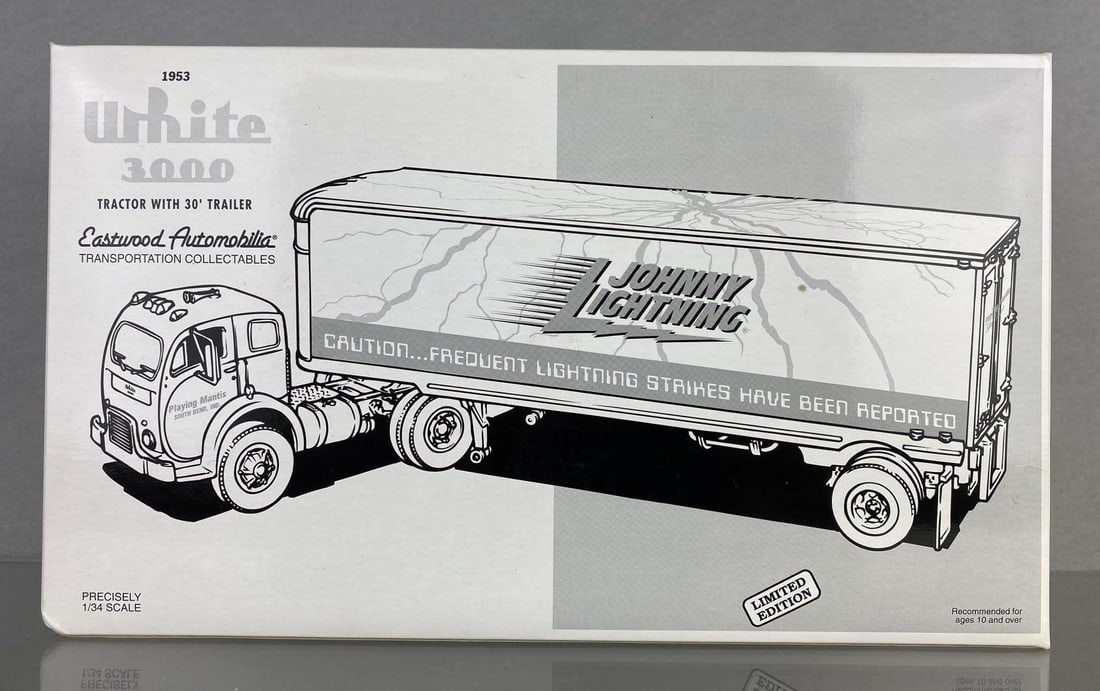 1953
White
3000
TRACTOR WITH 30' TRAILER
Eastwood Automobilia®
TRANSPORTATION COLLECTABLES
JOHNNY
LIGHTNING®
CAUTION...FREQUENT LIGHTNING STRIKES HAVE BEEN REPORTED
Playing Mantis
SOUTH BEND, IND.
PRECISELY
1/34 SCALE
LIMITED
EDITION
Recommended for
ages 10 and over